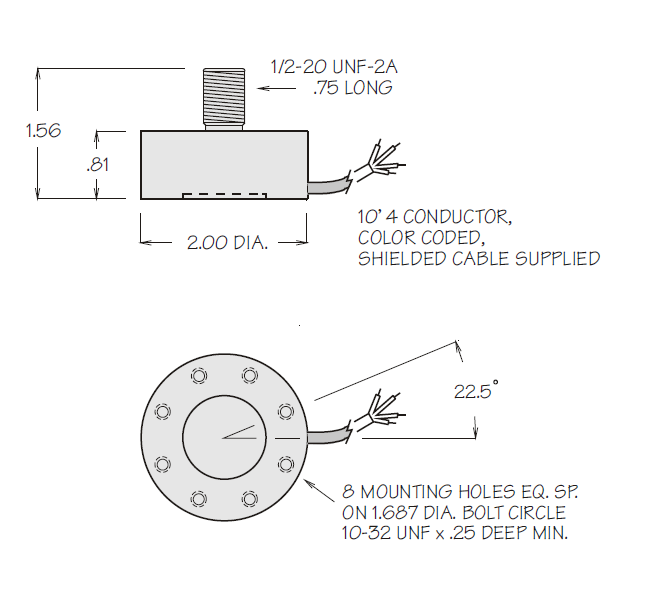 1/2-20 UNF-2A
.75 LONG
1.56
.81
2.00 DIA.
10' 4 CONDUCTOR,
COLOR CODED,
SHIELDED CABLE SUPPLIED
22.5°
8 MOUNTING HOLES EQ. SP.
ON 1.687 DIA. BOLT CIRCLE
10-32 UNF x .25 DEEP MIN.